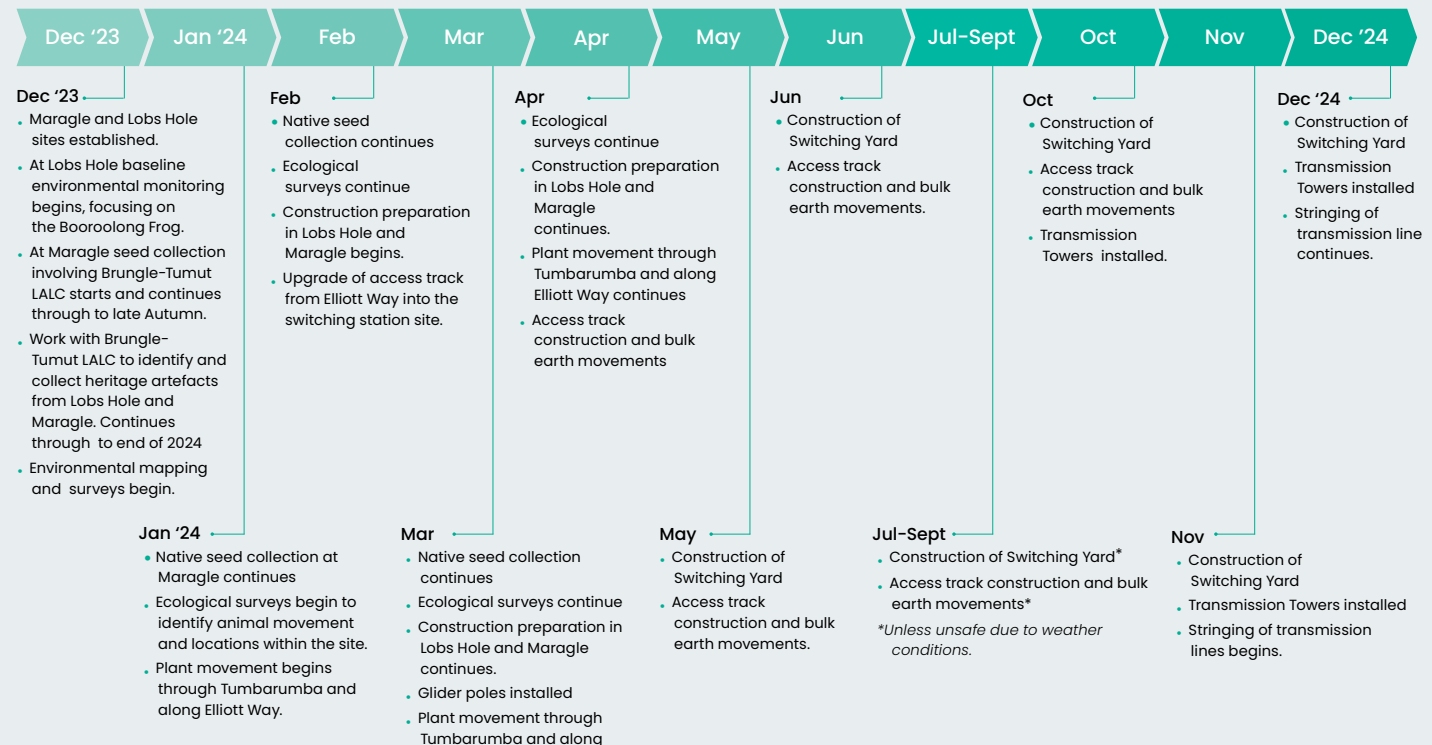 Dec ‘23
Jan ‘24
Feb
Mar
Apr
May
Jun
Jul-Sept
Oct
Nov
Dec ‘24
Dec ‘23
• Maragle and Lobs Hole
sites established.
• At Lobs Hole baseline
environmental monitoring
begins, focusing on
the Booroolong Frog.
• At Maragle seed collection
involving Brungle-Tumut
LALC starts and continues
through to late Autumn.
• Work with Brungle-
Tumut LALC to identify and
collect heritage artefacts
from Lobs Hole and
Maragle. Continues
through to end of 2024
• Environmental mapping
and surveys begin.
Jan ‘24
• Native seed collection at
Maragle continues
• Ecological surveys begin to
identify animal movement
and locations within the site.
• Plant movement begins
through Tumbarumba and
along Elliott Way.
Feb
• Native seed
collection continues
• Ecological
surveys continue
• Construction preparation
in Lobs Hole and
Maragle begins.
• Upgrade of access track
from Elliott Way into the
switching station site.
Mar
• Native seed collection
continues
• Ecological surveys continue
• Construction preparation in
Lobs Hole and Maragle
continues.
• Glider poles installed
• Plant movement through
Tumbarumba and along
Apr
• Ecological
surveys continue
• Construction preparation
in Lobs Hole and
Maragle
continues.
• Plant movement through
Tumbarumba and along
Elliott Way continues
• Access track
construction and bulk
earth movements
May
• Construction of
Switching Yard
• Access track
construction and bulk
earth movements.
Jun
• Construction of
Switching Yard
• Access track
construction and bulk
earth movements.
Jul-Sept
• Construction of Switching Yard*
• Access track construction and bulk
earth movements*
*Unless unsafe due to weather
conditions.
Oct
• Construction of
Switching Yard
• Access track
construction and bulk
earth movements
• Transmission
Towers installed.
Nov
• Construction of
Switching Yard
• Transmission Towers installed
• Stringing of transmission
lines begins.
Dec ‘24
• Construction of
Switching Yard
• Transmission
Towers installed
• Stringing of
transmission line
continues.